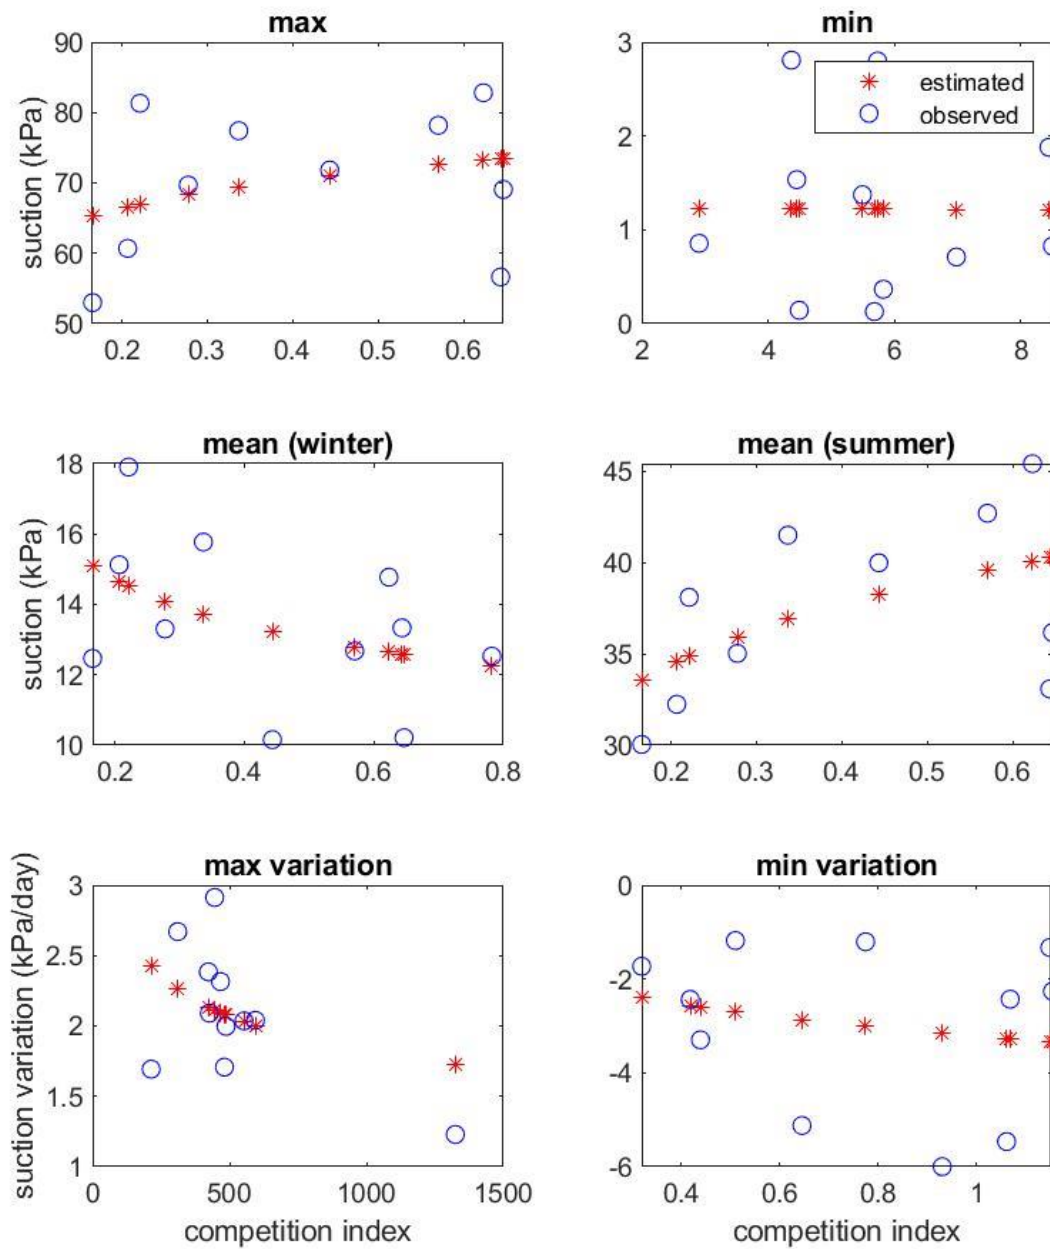 max
90
80
70
60
50
suction (kPa)
0.2 0.3 0.4 0.5 0.6
min
3
2
1
0
2 4 6 8
estimated
observed
mean (winter)
18
16
14
12
10
suction (kPa)
0.2 0.4 0.6 0.8
mean (summer)
45
40
35
30
0.2 0.3 0.4 0.5 0.6
max variation
3
2.5
2
1.5
1
suction variation (kPa/day)
0 500 1000 1500
competition index
min variation
0
-2
-4
-6
0.4 0.6 0.8 1
competition index